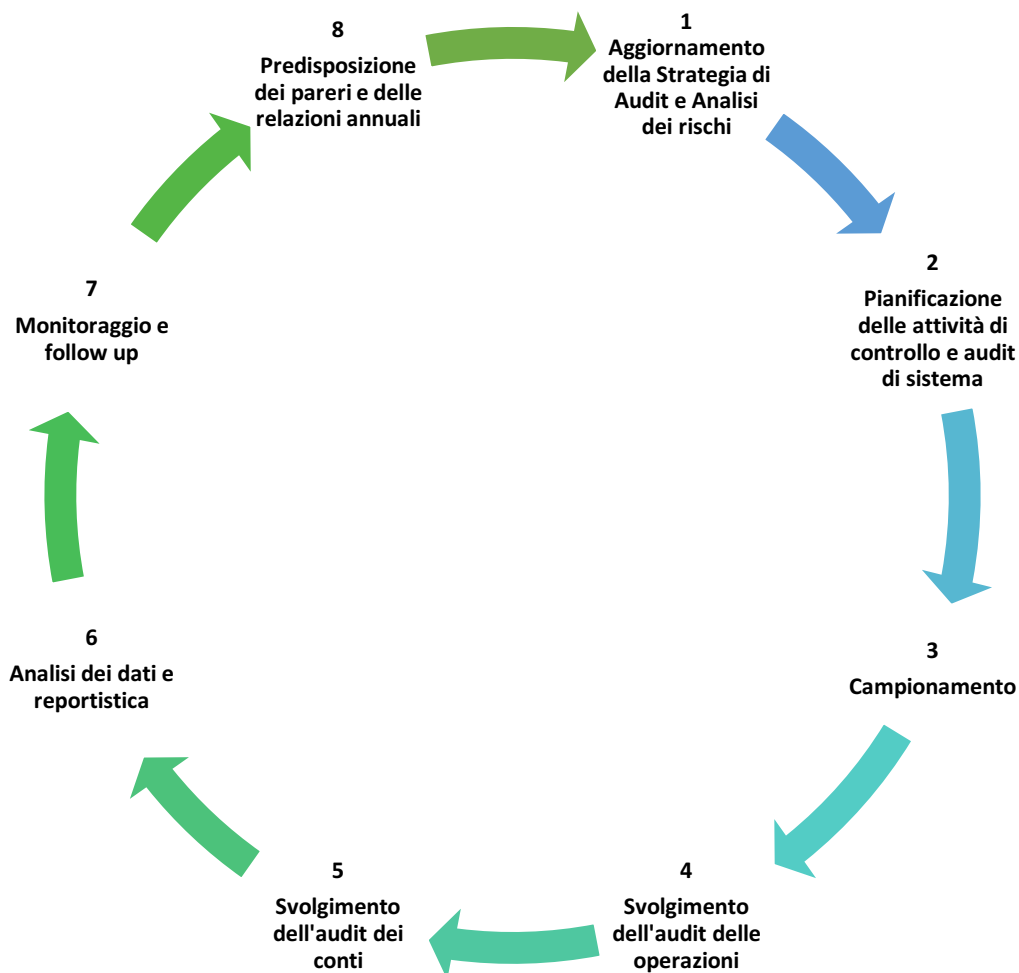 1
Aggiornamento
della Strategia di
Audit e Analisi
dei rischi
2
Pianificazione
delle attività di
controllo e audit
di sistema
3
Campionamento
4
Svolgimento
dell'audit delle
operazioni
5
Svolgimento
dell'audit dei
conti
6
Analisi dei dati e
reportistica
7
Monitoraggio e
follow up
8
Predisposizione
dei pareri e delle
relazioni annuali